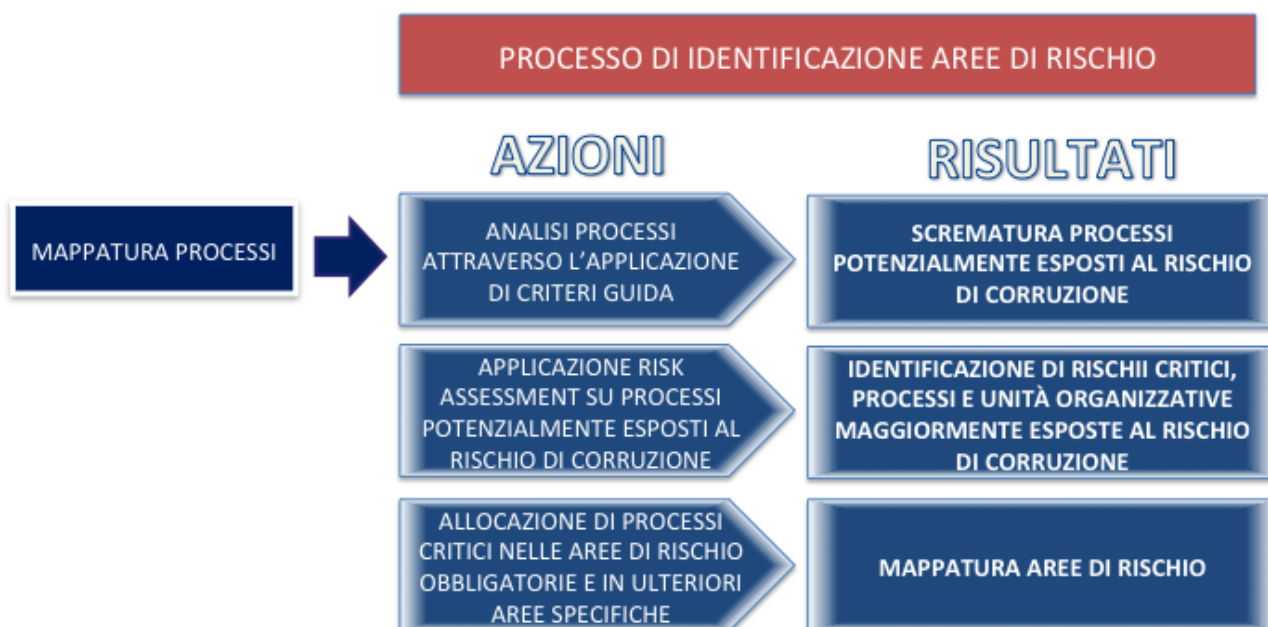 PROCESSO DI IDENTIFICAZIONE AREE DI RISCHIO
AZIONI
RISULTATI
MAPPATURA PROCESSI
ANALISI PROCESSI
ATTRAVERSO L'APPLICAZIONE
DI CRITERI GUIDA
SCREMATURA PROCESSI
POTENZIALMENTE ESPOSTI AL RISCHIO
DI CORRUZIONE
APPLICAZIONE RISK
ASSESSMENT SU PROCESSI
POTENZIALMENTE ESPOSTI AL
RISCHIO DI CORRUZIONE
IDENTIFICAZIONE DI RISCHII CRITICI,
PROCESSI E UNITÀ ORGANIZZATIVE
MAGGIORMENTE ESPOSTE AL RISCHIO
DI CORRUZIONE
ALLOCAZIONE DI PROCESSI
CRITICI NELLE AREE DI RISCHIO
OBBLIGATORIE E IN ULTERIORI
AREE SPECIFICHE
MAPPATURA AREE DI RISCHIO